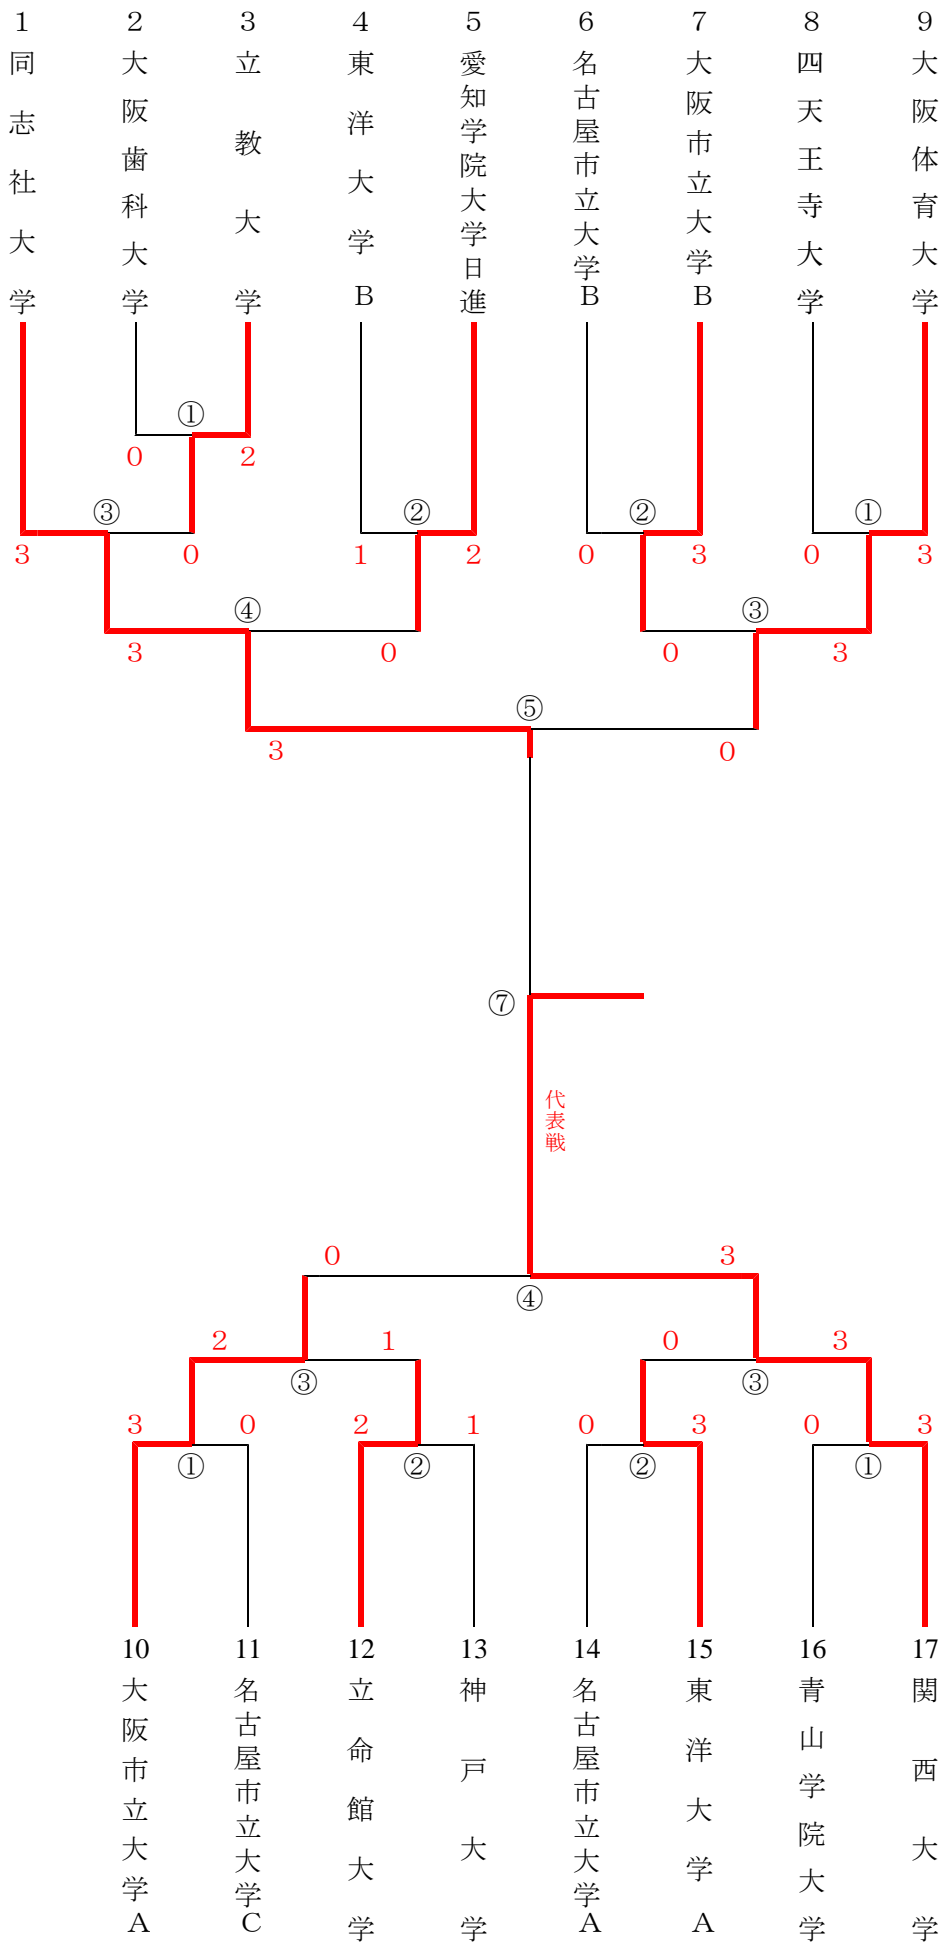 1 2 3 4 5 6 7 8 9
同志社大学
大阪歯科大学
立教大学
東洋大学B
愛知学院大学日進
名古屋市立大学B
大阪市立大学B
四天王寺大学
大阪体育大学
①
0 2
③ ② ② ①
3 0 1 2 0 3 0 3
④ ③
3 0 0 3
⑤
3 0
⑦
代表戦
0 3
④
2 1 0 3
③ ③
3 0 2 1 0 3 0 3
① ② ② ①
10 11 12 13 14 15 16 17
大阪市立大学A
名古屋市立大学C
立命館大学
神戸大学
名古屋市立大学A
東洋大学A
青山学院大学
関西大学